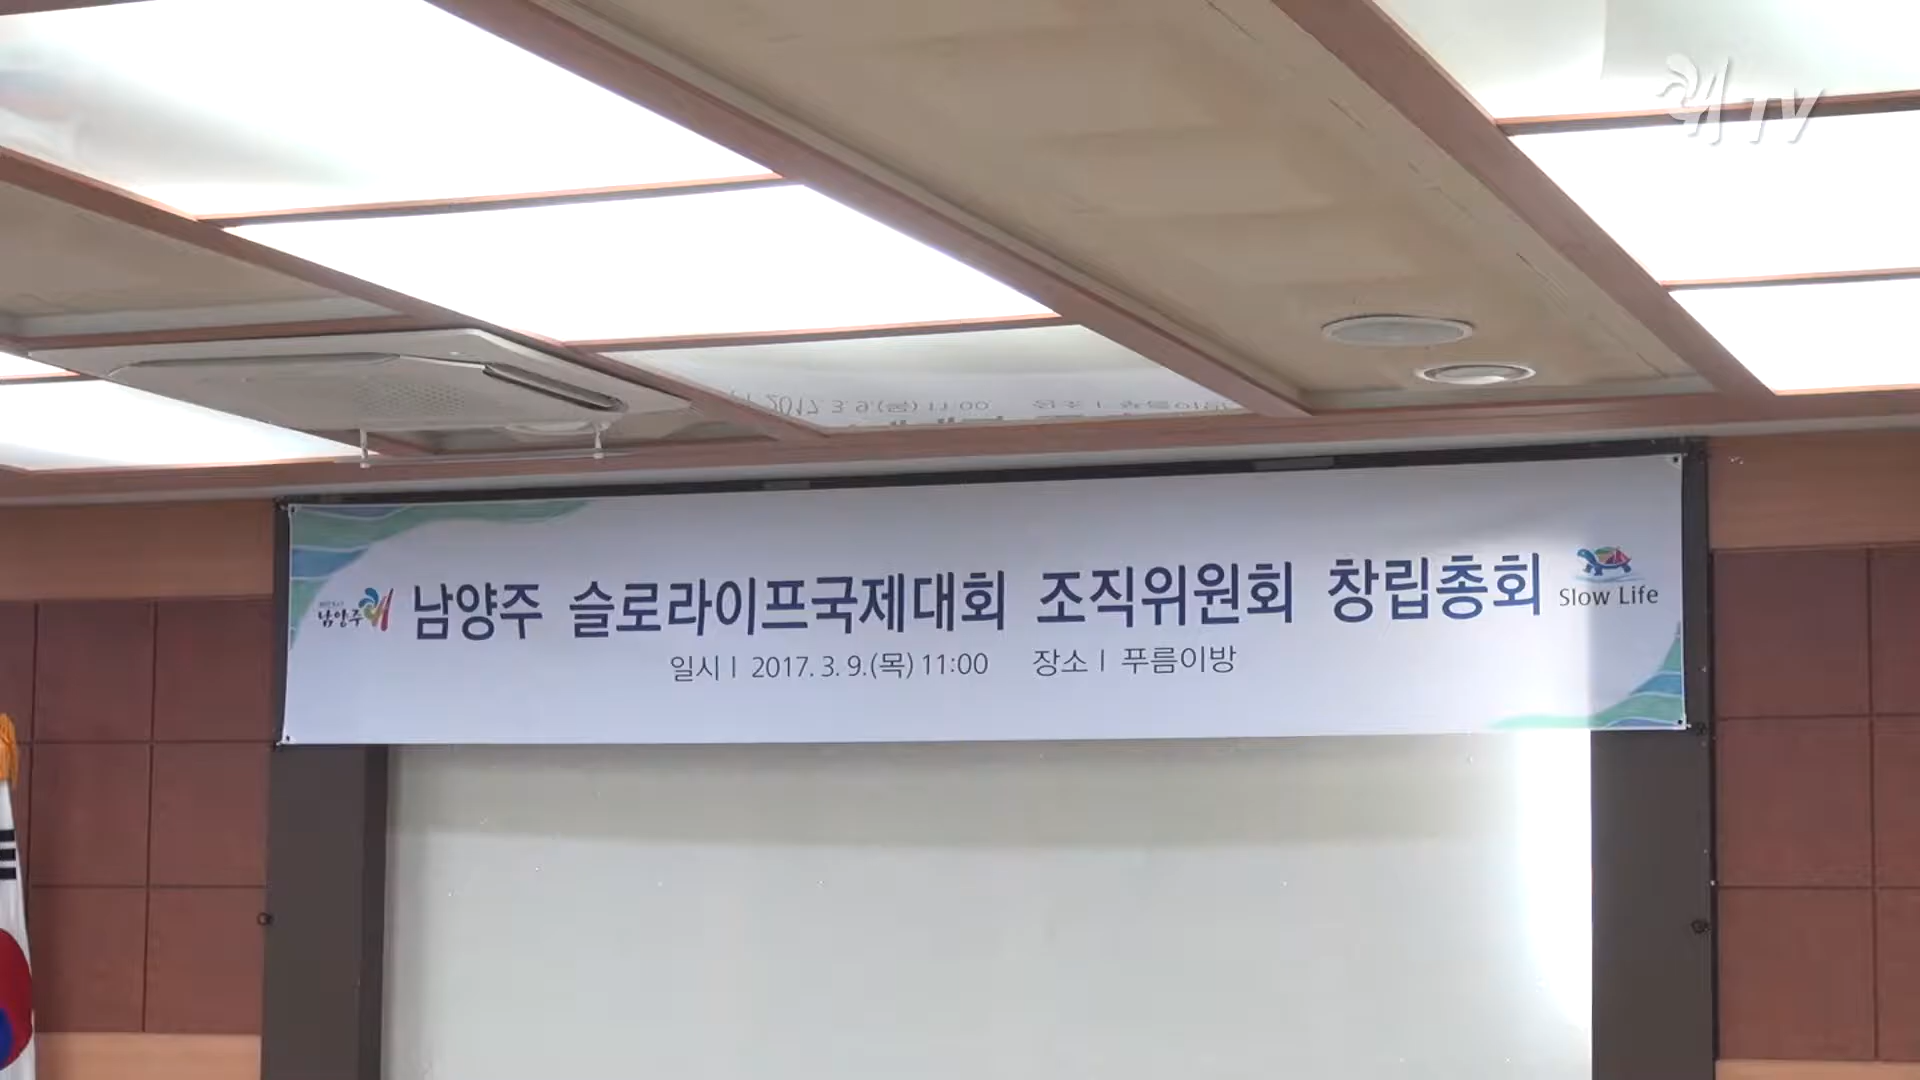 TV
남양주 슬로라이프국제대회 조직위원회 창립총회
일시 | 2017. 3. 9.(목) 11:00 장소 | 푸름이방
남양주
Slow Life